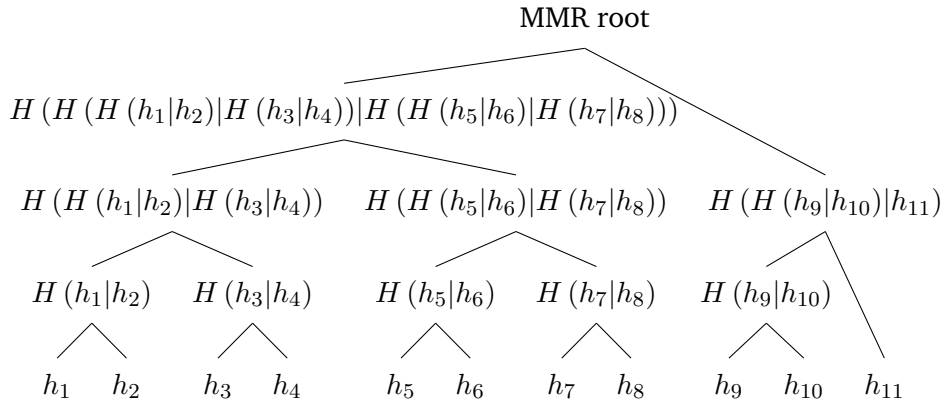 MMR root
H (H (H (h₁|h₂)|H (h₃|h₄))|H (H (h₅|h₆)|H (h₇|h₈)))
H (H (h₁|h₂)|H (h₃|h₄)) H (H (h₅|h₆)|H (h₇|h₈)) H (H (h₉|h₁₀)|h₁₁)
H (h₁|h₂) H (h₃|h₄) H (h₅|h₆) H (h₇|h₈) H (h₉|h₁₀)
h₁ h₂ h₃ h₄ h₅ h₆ h₇ h₈ h₉ h₁₀ h₁₁